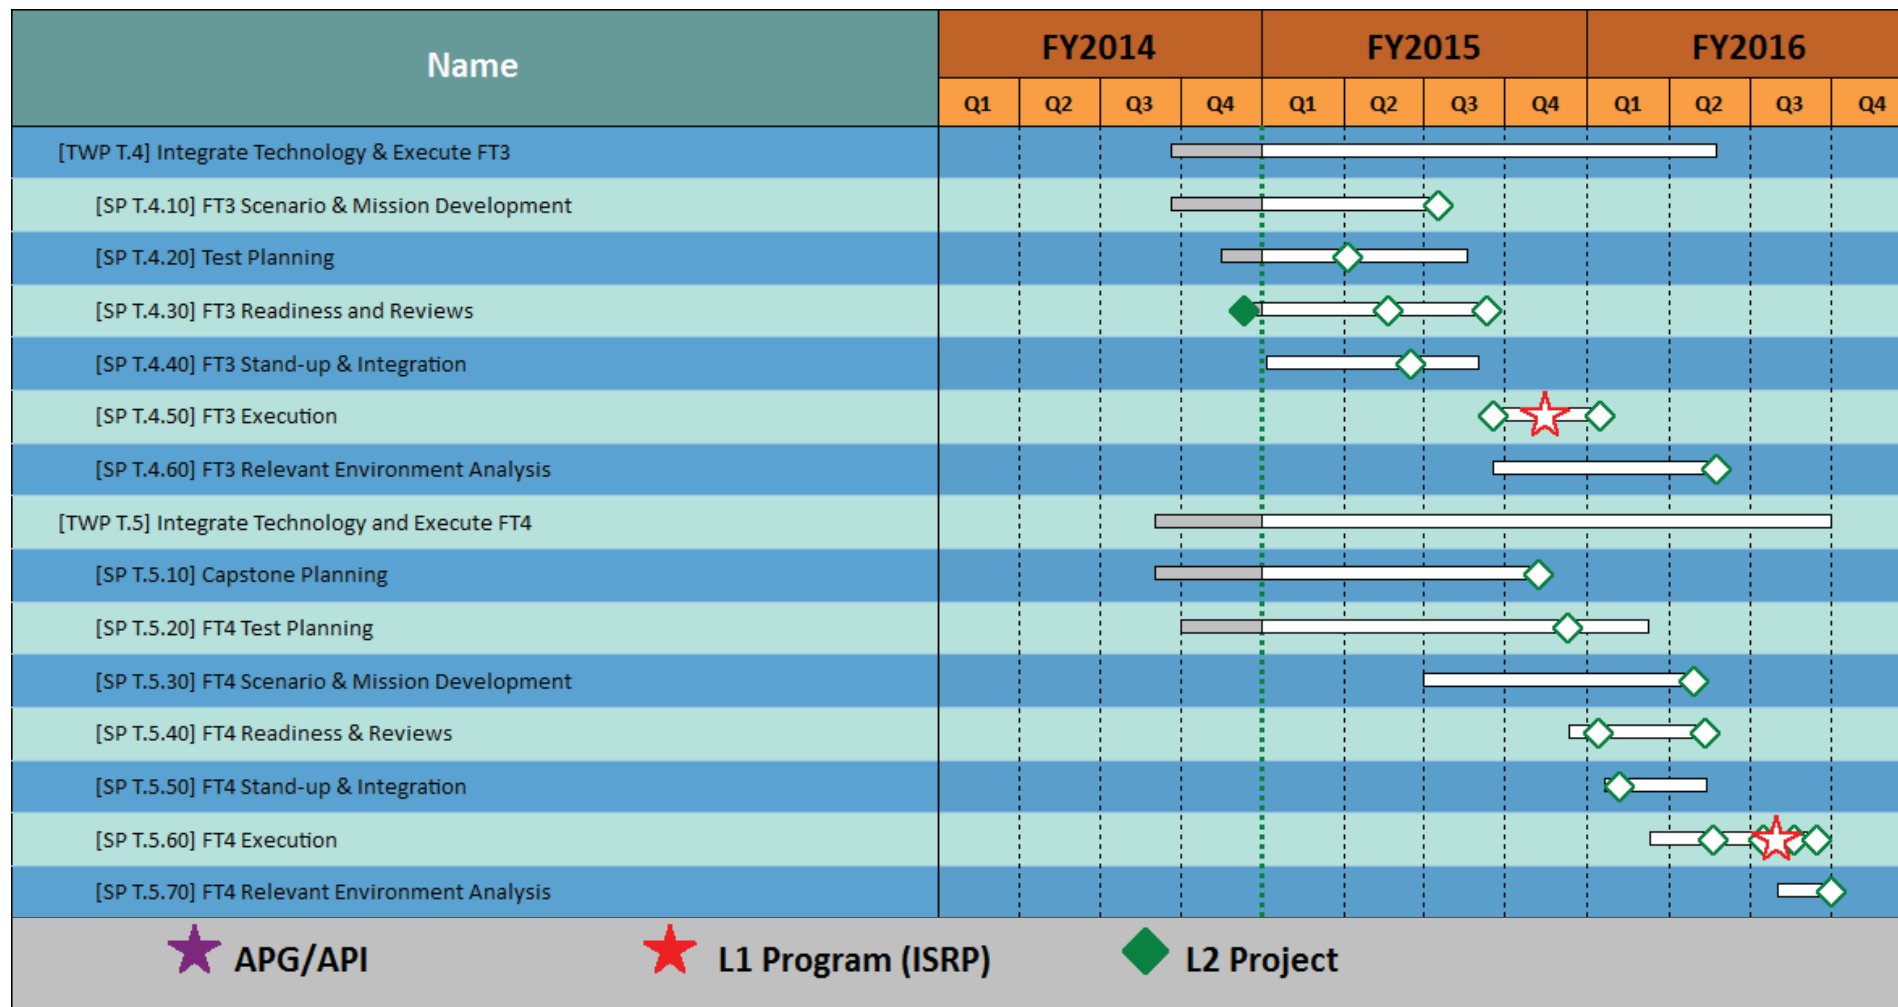 Name FY2014 FY2015 FY2016
Q1 Q2 Q3 Q4 Q1 Q2 Q3 Q4 Q1 Q2 Q3 Q4
[TWP T.4] Integrate Technology & Execute FT3
[SP T.4.10] FT3 Scenario & Mission Development
[SP T.4.20] Test Planning
[SP T.4.30] FT3 Readiness and Reviews
[SP T.4.40] FT3 Stand-up & Integration
[SP T.4.50] FT3 Execution
[SP T.4.60] FT3 Relevant Environment Analysis
[TWP T.5] Integrate Technology and Execute FT4
[SP T.5.10] Capstone Planning
[SP T.5.20] FT4 Test Planning
[SP T.5.30] FT4 Scenario & Mission Development
[SP T.5.40] FT4 Readiness & Reviews
[SP T.5.50] FT4 Stand-up & Integration
[SP T.5.60] FT4 Execution
[SP T.5.70] FT4 Relevant Environment Analysis
APG/API L1 Program (ISRP) L2 Project